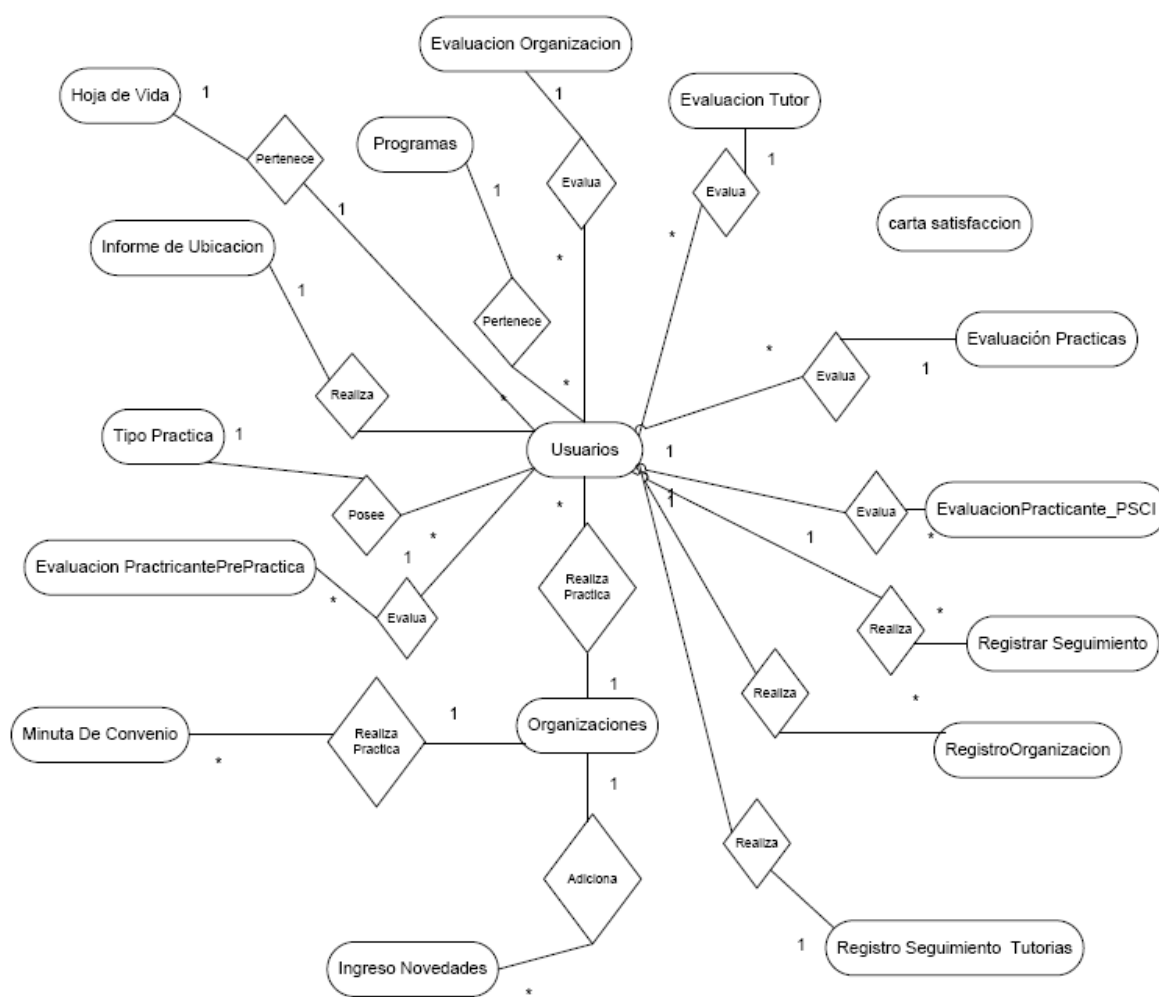 Evaluacion Organizacion
Hoja de Vida
1
Evaluacion Tutor
1
Programas
Pertenece
1
1
Evalua
Evalua
1
carta satisfaccion
Informe de Ubicacion
1
*
*
Pertenece
Evaluación Practicas
*
Evalua
1
Realiza
*
*
Tipo Practica
1
Usuarios
1
1
Posee
*
*
Evalua
EvaluacionPracticante_PSCI
*
1
Evaluacion PractricantePrePractica
1
*
Evalua
Realiza
Practica
Realiza
*
Registrar Seguimiento
1
Realiza
*
Minuta De Convenio
*
Realiza
Practica
1
Organizaciones
RegistroOrganizacion
1
Realiza
Adiciona
1
Registro Seguimiento Tutorias
Ingreso Novedades
*